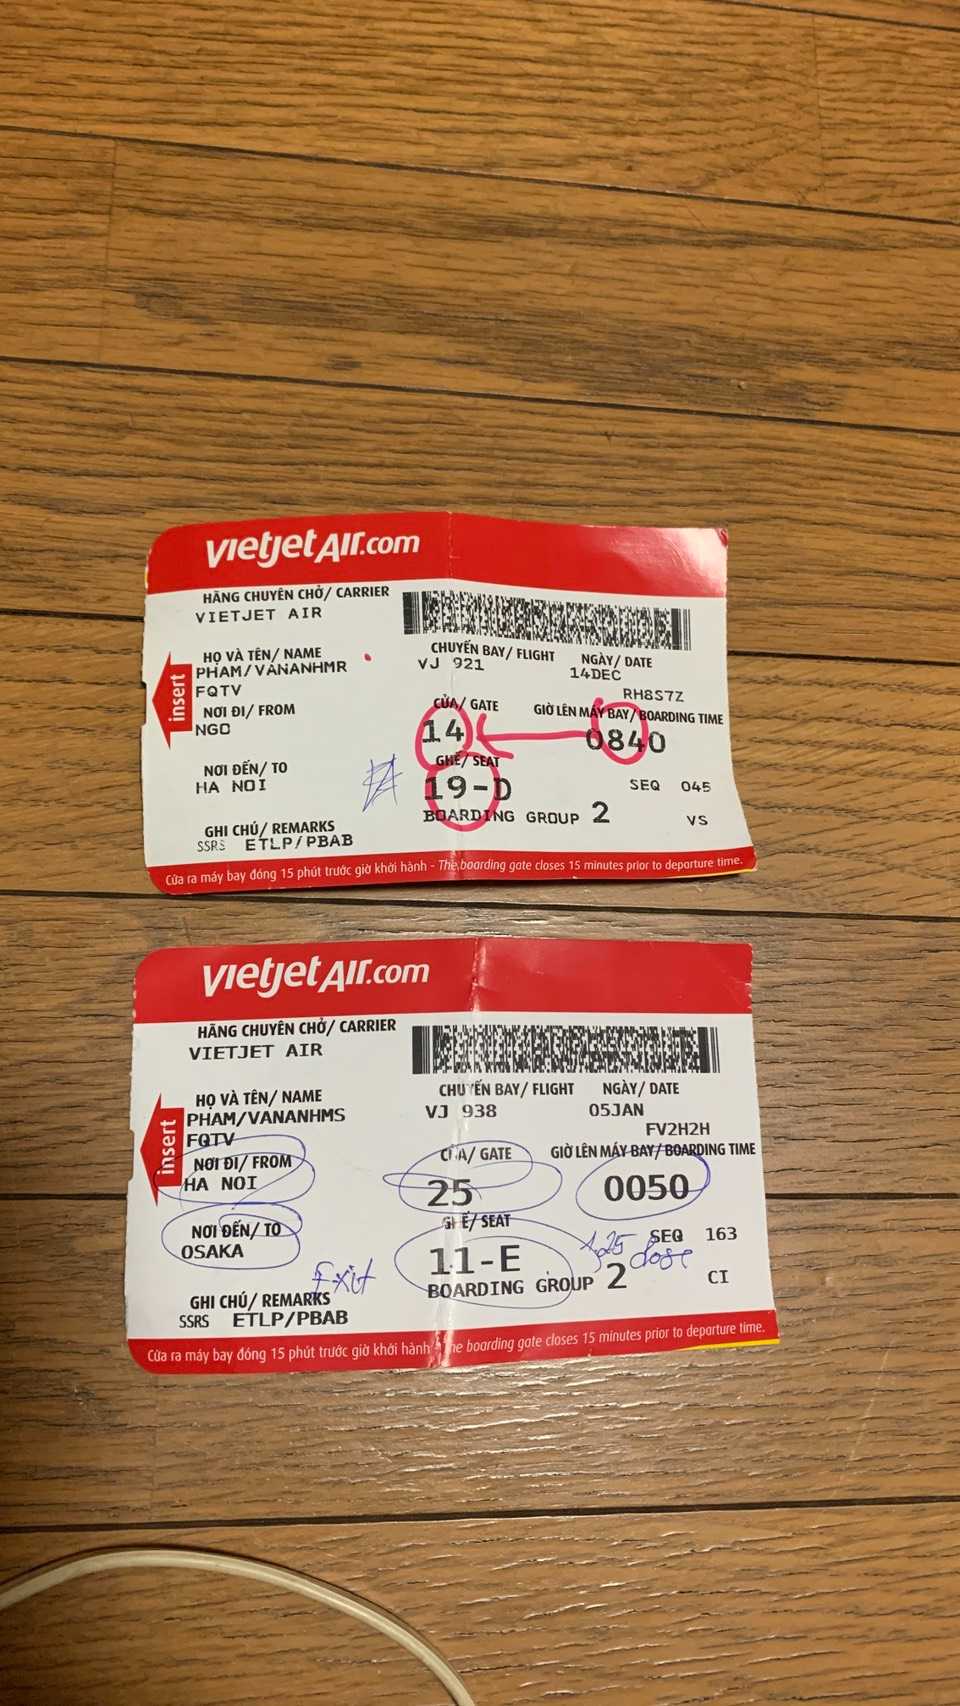 vietjetAir.com
HÃNG CHUYÊN CHỞ/ CARRIER
VIETJET AIR
HỌ VÀ TÊN/ NAME
PHAM/VANANHMR
FQTV
CHUYẾN BAY/ FLIGHT
VJ 921
NGÀY/ DATE
14DEC
RH8S7Z
insert
NƠI ĐI/ FROM
NGO
CỬA/ GATE
14
GIỜ LÊN MÁY BAY/ BOARDING TIME
0840
NƠI ĐẾN/ TO
HA NOI
GHẾ/ SEAT
19-D
SEQ 045
BOARDING GROUP 2
VS
GHI CHÚ/ REMARKS
SSRS ETLP/PBAB
Cửa ra máy bay đóng 15 phút trước giờ khởi hành - The boarding gate closes 15 minutes prior to departure time.
vietjetAir.com
HÃNG CHUYÊN CHỞ/ CARRIER
VIETJET AIR
HỌ VÀ TÊN/ NAME
PHAM/VANANHMS
FQTV
CHUYẾN BAY/ FLIGHT
VJ 938
NGÀY/ DATE
05JAN
FV2H2H
insert
NƠI ĐI/ FROM
HA NOI
CỬA/ GATE
25
GIỜ LÊN MÁY BAY/ BOARDING TIME
0050
NƠI ĐẾN/ TO
OSAKA
GHẾ/ SEAT
11-E
SEQ 163
1,25 close
Exit
BOARDING GROUP 2
CI
GHI CHÚ/ REMARKS
SSRS ETLP/PBAB
Cửa ra máy bay đóng 15 phút trước giờ khởi hành - The boarding gate closes 15 minutes prior to departure time.